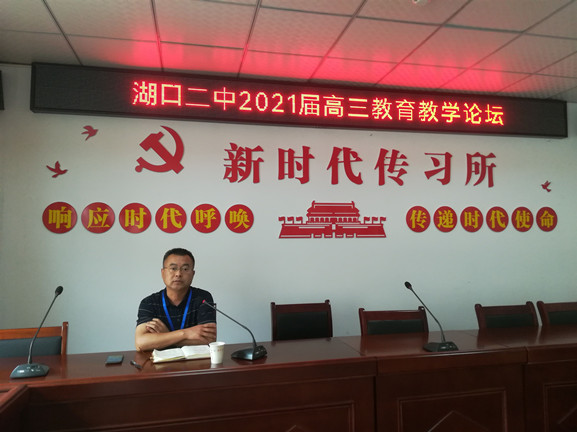 湖口二中2021届高三教育教学论坛
新时代传习所
响应时代呼唤
传递时代使命